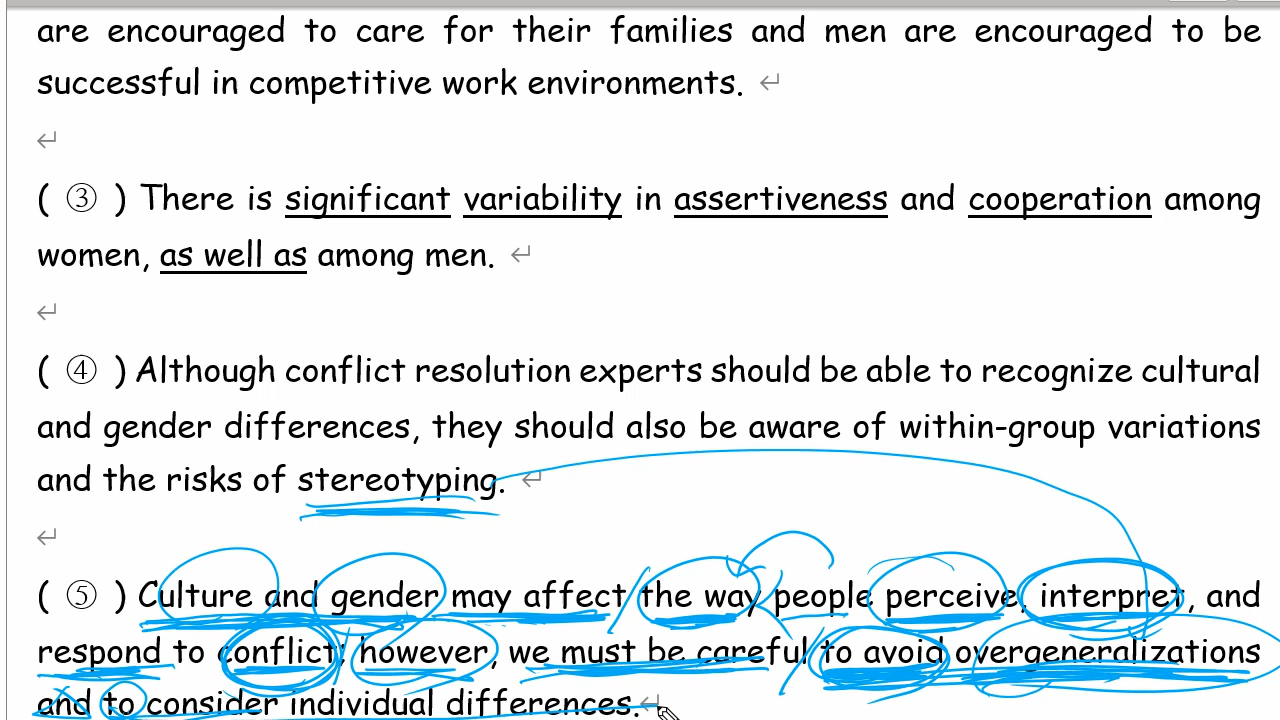 are encouraged to care for their families and men are encouraged to be
successful in competitive work environments. ↵
↵
( ③ ) There is significant variability in assertiveness and cooperation among
women, as well as among men. ↵
↵
( ④ ) Although conflict resolution experts should be able to recognize cultural
and gender differences, they should also be aware of within-group variations
and the risks of stereotyping. ↵
↵
( ⑤ ) Culture and gender may affect the way people perceive, interpret, and
respond to conflict; however, we must be careful to avoid overgeneralizations
and to consider individual differences.↵